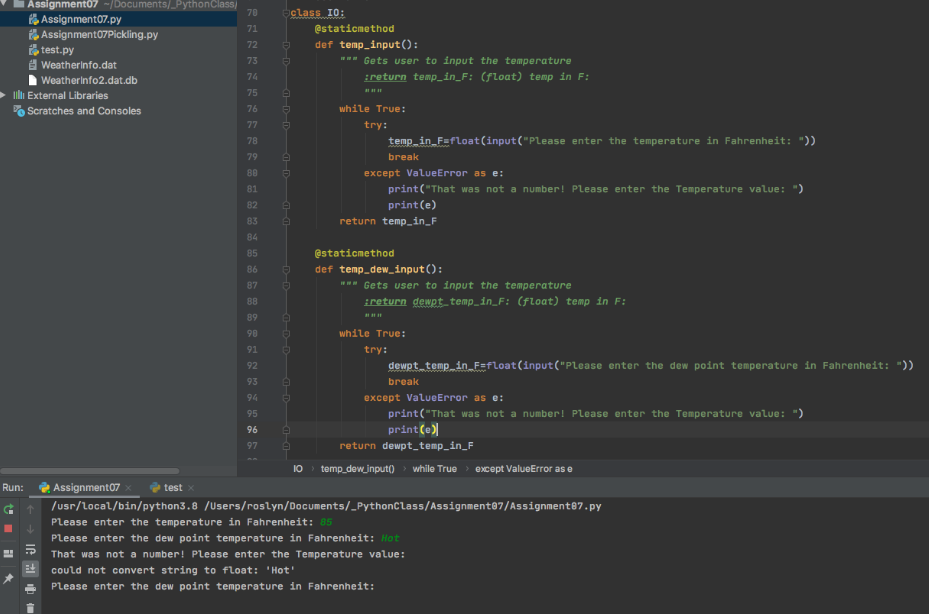 Assignment07 ~/Documents/_PythonClass/
Assignment07.py
Assignment07Pickling.py
test.py
WeatherInfo.dat
WeatherInfo2.dat.db
External Libraries
Scratches and Consoles
70 class IO:
71 @staticmethod
72 def temp_input():
73 """ Gets user to input the temperature
74 :return temp_in_F: (float) temp in F:
75 """
76 while True:
77 try:
78 temp_in_F=float(input("Please enter the temperature in Fahrenheit: "))
79 break
80 except ValueError as e:
81 print("That was not a number! Please enter the Temperature value: ")
82 print(e)
83 return temp_in_F
84
85 @staticmethod
86 def temp_dew_input():
87 """ Gets user to input the temperature
88 :return dewpt_temp_in_F: (float) temp in F:
89 """
90 while True:
91 try:
92 dewpt_temp_in_F=float(input("Please enter the dew point temperature in Fahrenheit: "))
93 break
94 except ValueError as e:
95 print("That was not a number! Please enter the Temperature value: ")
96 print(e)
97 return dewpt_temp_in_F
IO › temp_dew_input() › while True › except ValueError as e
Run: Assignment07 × test ×
/usr/local/bin/python3.8 /Users/roslyn/Documents/_PythonClass/Assignment07/Assignment07.py
Please enter the temperature in Fahrenheit: 85
Please enter the dew point temperature in Fahrenheit: Hot
That was not a number! Please enter the Temperature value:
could not convert string to float: 'Hot'
Please enter the dew point temperature in Fahrenheit: